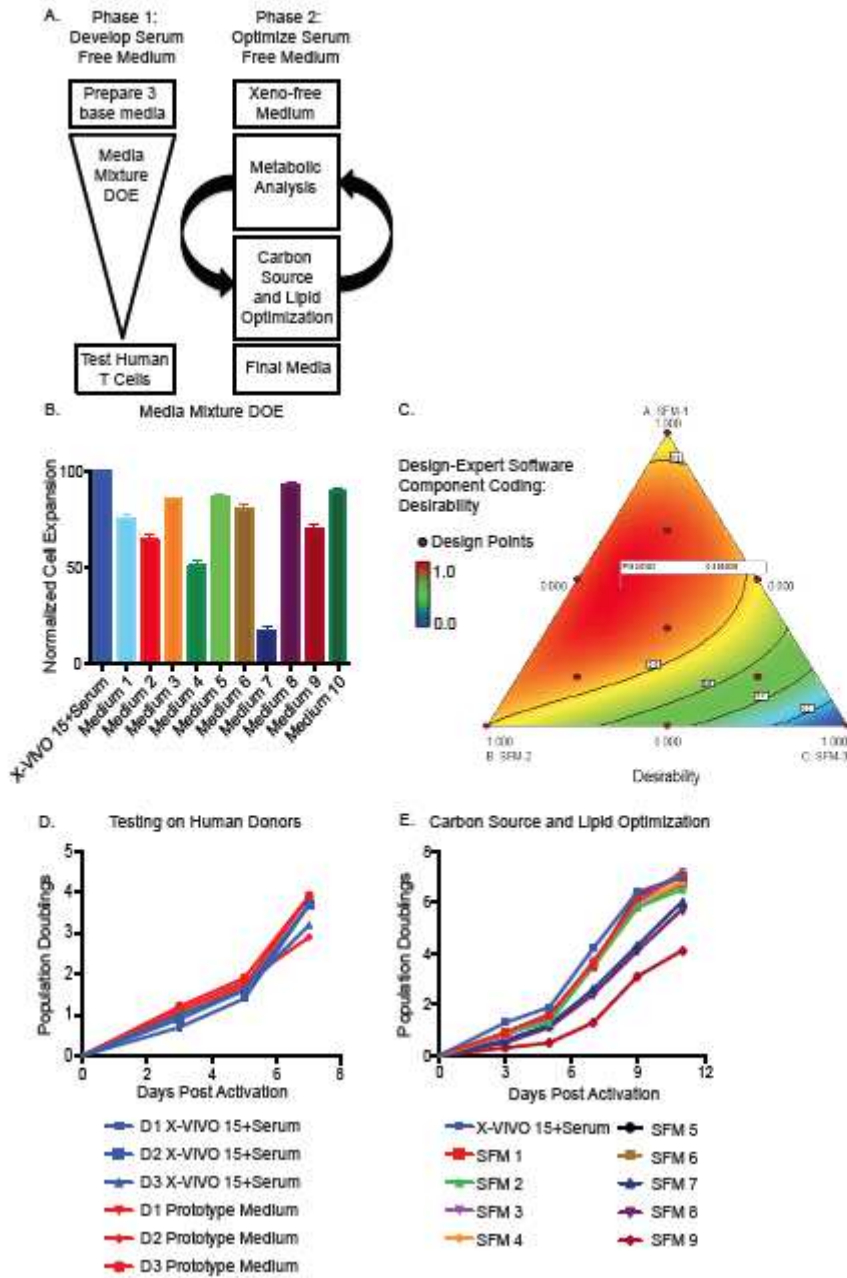 A.
Phase 1:
Develop Serum
Free Medium
Phase 2:
Optimize Serum
Free Medium
Prepare 3
base media
Media
Mixture
DOE
Test Human
T Cells
Xeno-free
Medium
Metabolic
Analysis
Carbon
Source
and Lipid
Optimization
Final Media
B.
Media Mixture DOE
Normalized Cell Expansion
100
50
0
X-VIVO 15+Serum
Medium 1
Medium 2
Medium 3
Medium 4
Medium 5
Medium 6
Medium 7
Medium 8
Medium 9
Medium 10
C.
Design-Expert Software
Component Coding:
Desirability
Design Points
1.0
0.0
A: SFM-1
1.000
0.000
0.000
1.000
B: SFM-2
0.000
1.000
C: SFM-3
Desirability
D.
Testing on Human Donors
Population Doublings
5
4
3
2
1
0
0
2
4
6
8
Days Post Activation
D1 X-VIVO 15+Serum
D2 X-VIVO 15+Serum
D3 X-VIVO 15+Serum
D1 Prototype Medium
D2 Prototype Medium
D3 Prototype Medium
E.
Carbon Source and Lipid Optimization
Population Doublings
8
6
4
2
0
0
3
6
9
12
Days Post Activation
X-VIVO 15+Serum
SFM 1
SFM 2
SFM 3
SFM 4
SFM 5
SFM 6
SFM 7
SFM 8
SFM 9